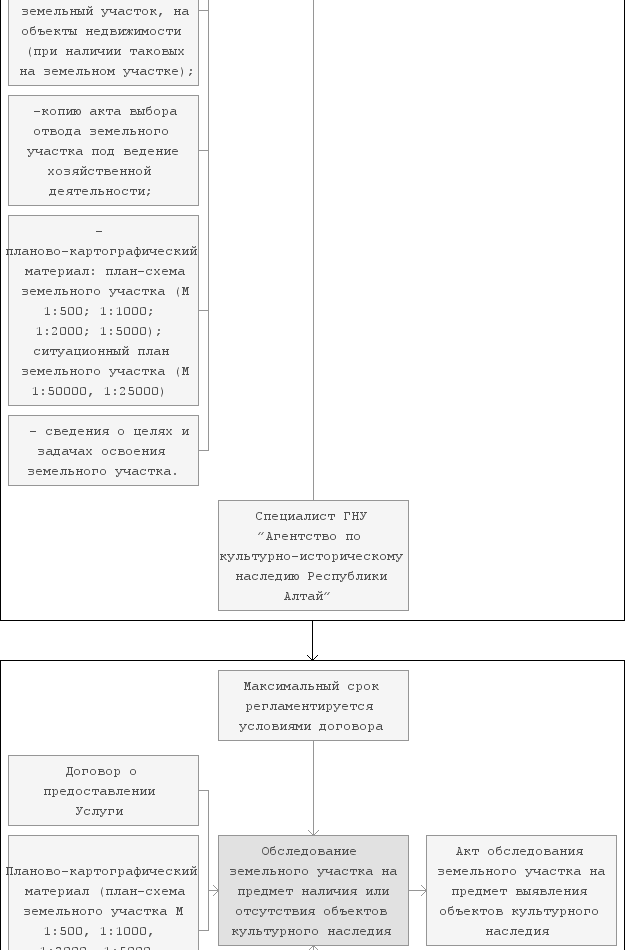 земельный участок, на
объекты недвижимости
(при наличии таковых
на земельном участке);
-копию акта выбора
отвода земельного
участка под ведение
хозяйственной
деятельности;
-
планово-картографический
материал: план-схема
земельного участка (М
1:500; 1:1000;
1:2000; 1:5000);
ситуационный план
земельного участка (М
1:50000, 1:25000)
- сведения о целях и
задачах освоения
земельного участка.
Специалист ГНУ
"Агентство по
культурно-историческому
наследию Республики
Алтай"
Максимальный срок
регламентируется
условиями договора
Договор о
предоставлении
Услуги
Планово-картографический
материал (план-схема
земельного участка М
1:500, 1:1000,
1:2000, 1:5000,
Обследование
земельного участка на
предмет наличия или
отсутствия объектов
культурного наследия
Акт обследования
земельного участка на
предмет выявления
объектов культурного
наследия